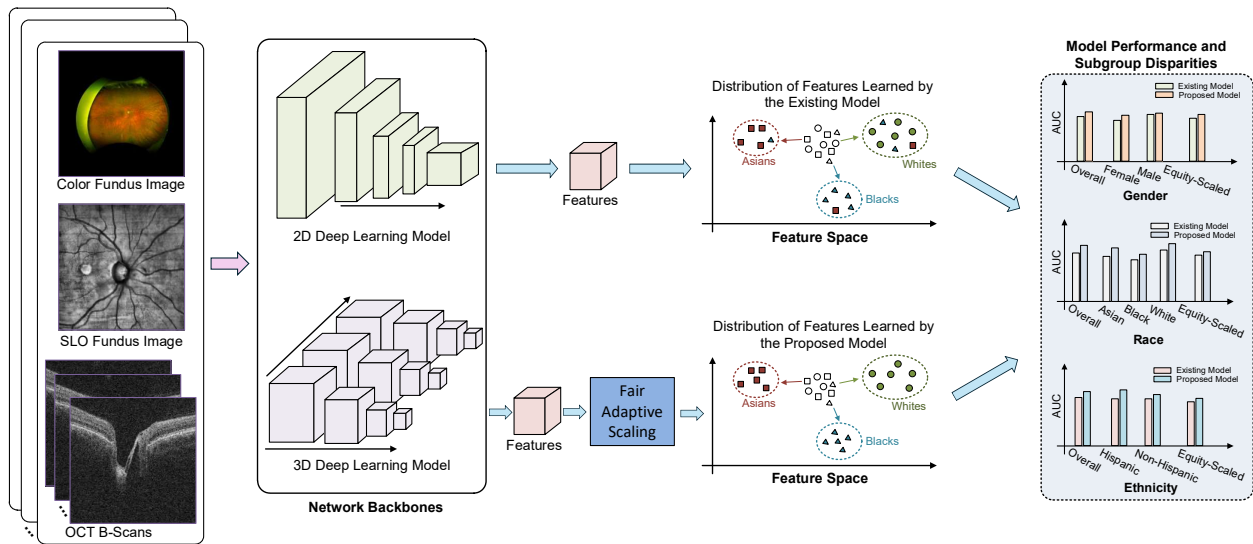 Color Fundus Image
SLO Fundus Image
OCT B-Scans
2D Deep Learning Model
3D Deep Learning Model
Network Backbones
Features
Features
Fair
Adaptive
Scaling
Distribution of Features Learned by
the Existing Model
Asians
Whites
Blacks
Feature Space
Distribution of Features Learned by
the Proposed Model
Asians
Whites
Blacks
Feature Space
Model Performance and
Subgroup Disparities
Existing Model
Proposed Model
AUC
Overall
Female
Male
Equity-Scaled
Gender
Existing Model
Proposed Model
AUC
Overall
Asian
Black
White
Equity-Scaled
Race
Existing Model
Proposed Model
AUC
Overall
Hispanic
Non-Hispanic
Equity-Scaled
Ethnicity